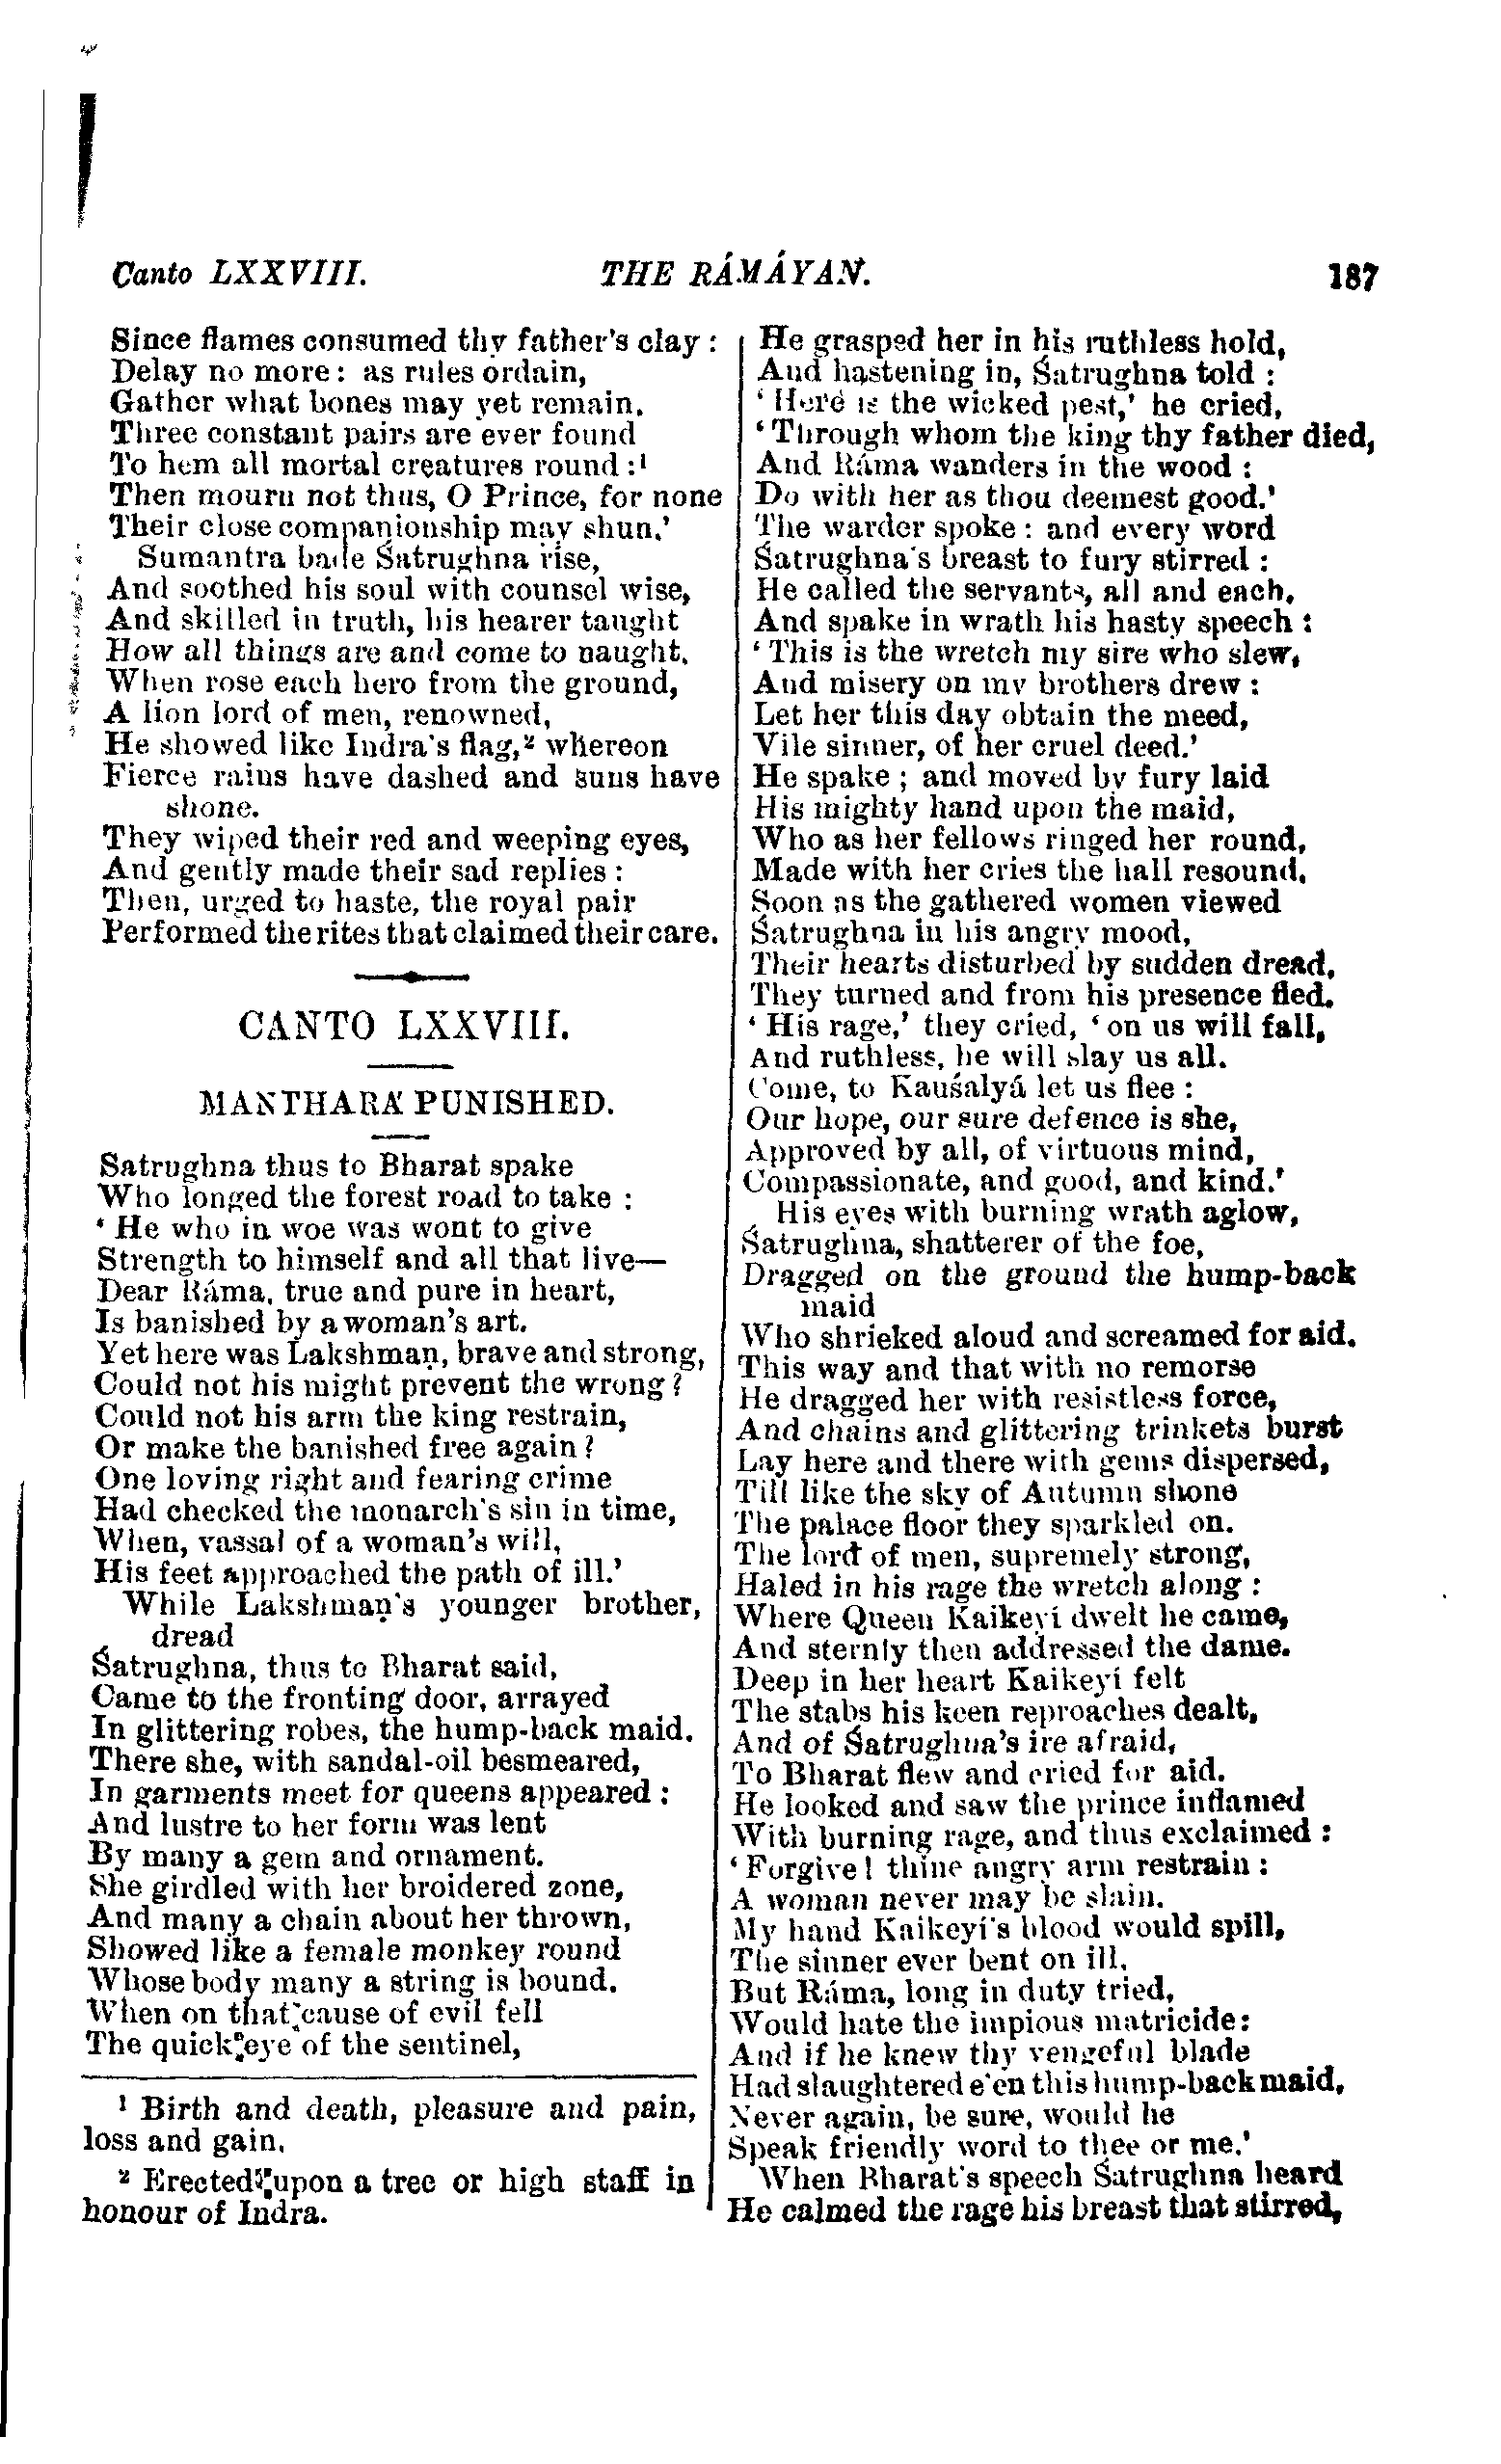 Canto LXXVIII. THE RÁMÁYAN. 187
Since flames consumed thy father's clay :
Delay no more : as rules ordain,
Gather what bones may yet remain.
Three constant pairs are ever found
To hem all mortal creatures round :¹
Then mourn not thus, O Prince, for none
Their close companionship may shun.'
Sumantra bade Śatrughna rise,
And soothed his soul with counsel wise,
And skilled in truth, his hearer taught
How all things are and come to naught.
When rose each hero from the ground,
A lion lord of men, renowned,
He showed like Indra's flag,² whereon
Fierce rains have dashed and suns have
shone.
They wiped their red and weeping eyes,
And gently made their sad replies :
Then, urged to haste, the royal pair
Performed the rites that claimed their care.
CANTO LXXVIII.
MANTHARÁ PUNISHED.
Satrughna thus to Bharat spake
Who longed the forest road to take :
‘ He who in woe was wont to give
Strength to himself and all that live—
Dear Ráma, true and pure in heart,
Is banished by a woman's art.
Yet here was Lakshmaṇ, brave and strong,
Could not his might prevent the wrong ?
Could not his arm the king restrain,
Or make the banished free again ?
One loving right and fearing crime
Had checked the monarch's sin in time,
When, vassal of a woman's will,
His feet approached the path of ill.'
While Lakshmaṇ's younger brother,
dread
Śatrughna, thus to Bharat said,
Came to the fronting door, arrayed
In glittering robes, the hump-back maid.
There she, with sandal-oil besmeared,
In garments meet for queens appeared :
And lustre to her form was lent
By many a gem and ornament.
She girdled with her broidered zone,
And many a chain about her thrown,
Showed like a female monkey round
Whose body many a string is bound.
When on that cause of evil fell
The quick eye of the sentinel,
¹ Birth and death, pleasure and pain,
loss and gain.
² Erected upon a tree or high staff in
honour of Indra.
He grasped her in his ruthless hold,
And hastening in, Śatrughna told :
‘ Here is the wicked pest,' he cried,
‘ Through whom the king thy father died,
And Ráma wanders in the wood :
Do with her as thou deemest good.'
The warder spoke : and every word
Śatrughna's breast to fury stirred :
He called the servants, all and each,
And spake in wrath his hasty speech :
‘ This is the wretch my sire who slew,
And misery on my brothers drew :
Let her this day obtain the meed,
Vile sinner, of her cruel deed.'
He spake ; and moved by fury laid
His mighty hand upon the maid,
Who as her fellows ringed her round,
Made with her cries the hall resound.
Soon as the gathered women viewed
Śatrughna in his angry mood,
Their hearts disturbed by sudden dread,
They turned and from his presence fled.
‘ His rage,' they cried, ‘ on us will fall,
And ruthless, he will slay us all.
Come, to Kauśalyá let us flee :
Our hope, our sure defence is she,
Approved by all, of virtuous mind,
Compassionate, and good, and kind.'
His eyes with burning wrath aglow,
Śatrughna, shatterer of the foe,
Dragged on the ground the hump-back
maid
Who shrieked aloud and screamed for aid.
This way and that with no remorse
He dragged her with resistless force,
And chains and glittering trinkets burst
Lay here and there with gems dispersed,
Till like the sky of Autumn shone
The palace floor they sparkled on.
The lord of men, supremely strong,
Haled in his rage the wretch along :
Where Queen Kaikeyí dwelt he came,
And sternly then addressed the dame.
Deep in her heart Kaikeyí felt
The stabs his keen reproaches dealt,
And of Śatrughna's ire afraid,
To Bharat flew and cried for aid.
He looked and saw the prince inflamed
With burning rage, and thus exclaimed :
‘ Forgive ! thine angry arm restrain :
A woman never may be slain.
My hand Kaikeyí's blood would spill,
The sinner ever bent on ill,
But Ráma, long in duty tried,
Would hate the impious matricide:
And if he knew thy vengeful blade
Had slaughtered e'en this hump-back maid,
Never again, be sure, would he
Speak friendly word to thee or me.'
When Bharat's speech Śatrughna heard
He calmed the rage his breast that stirred,